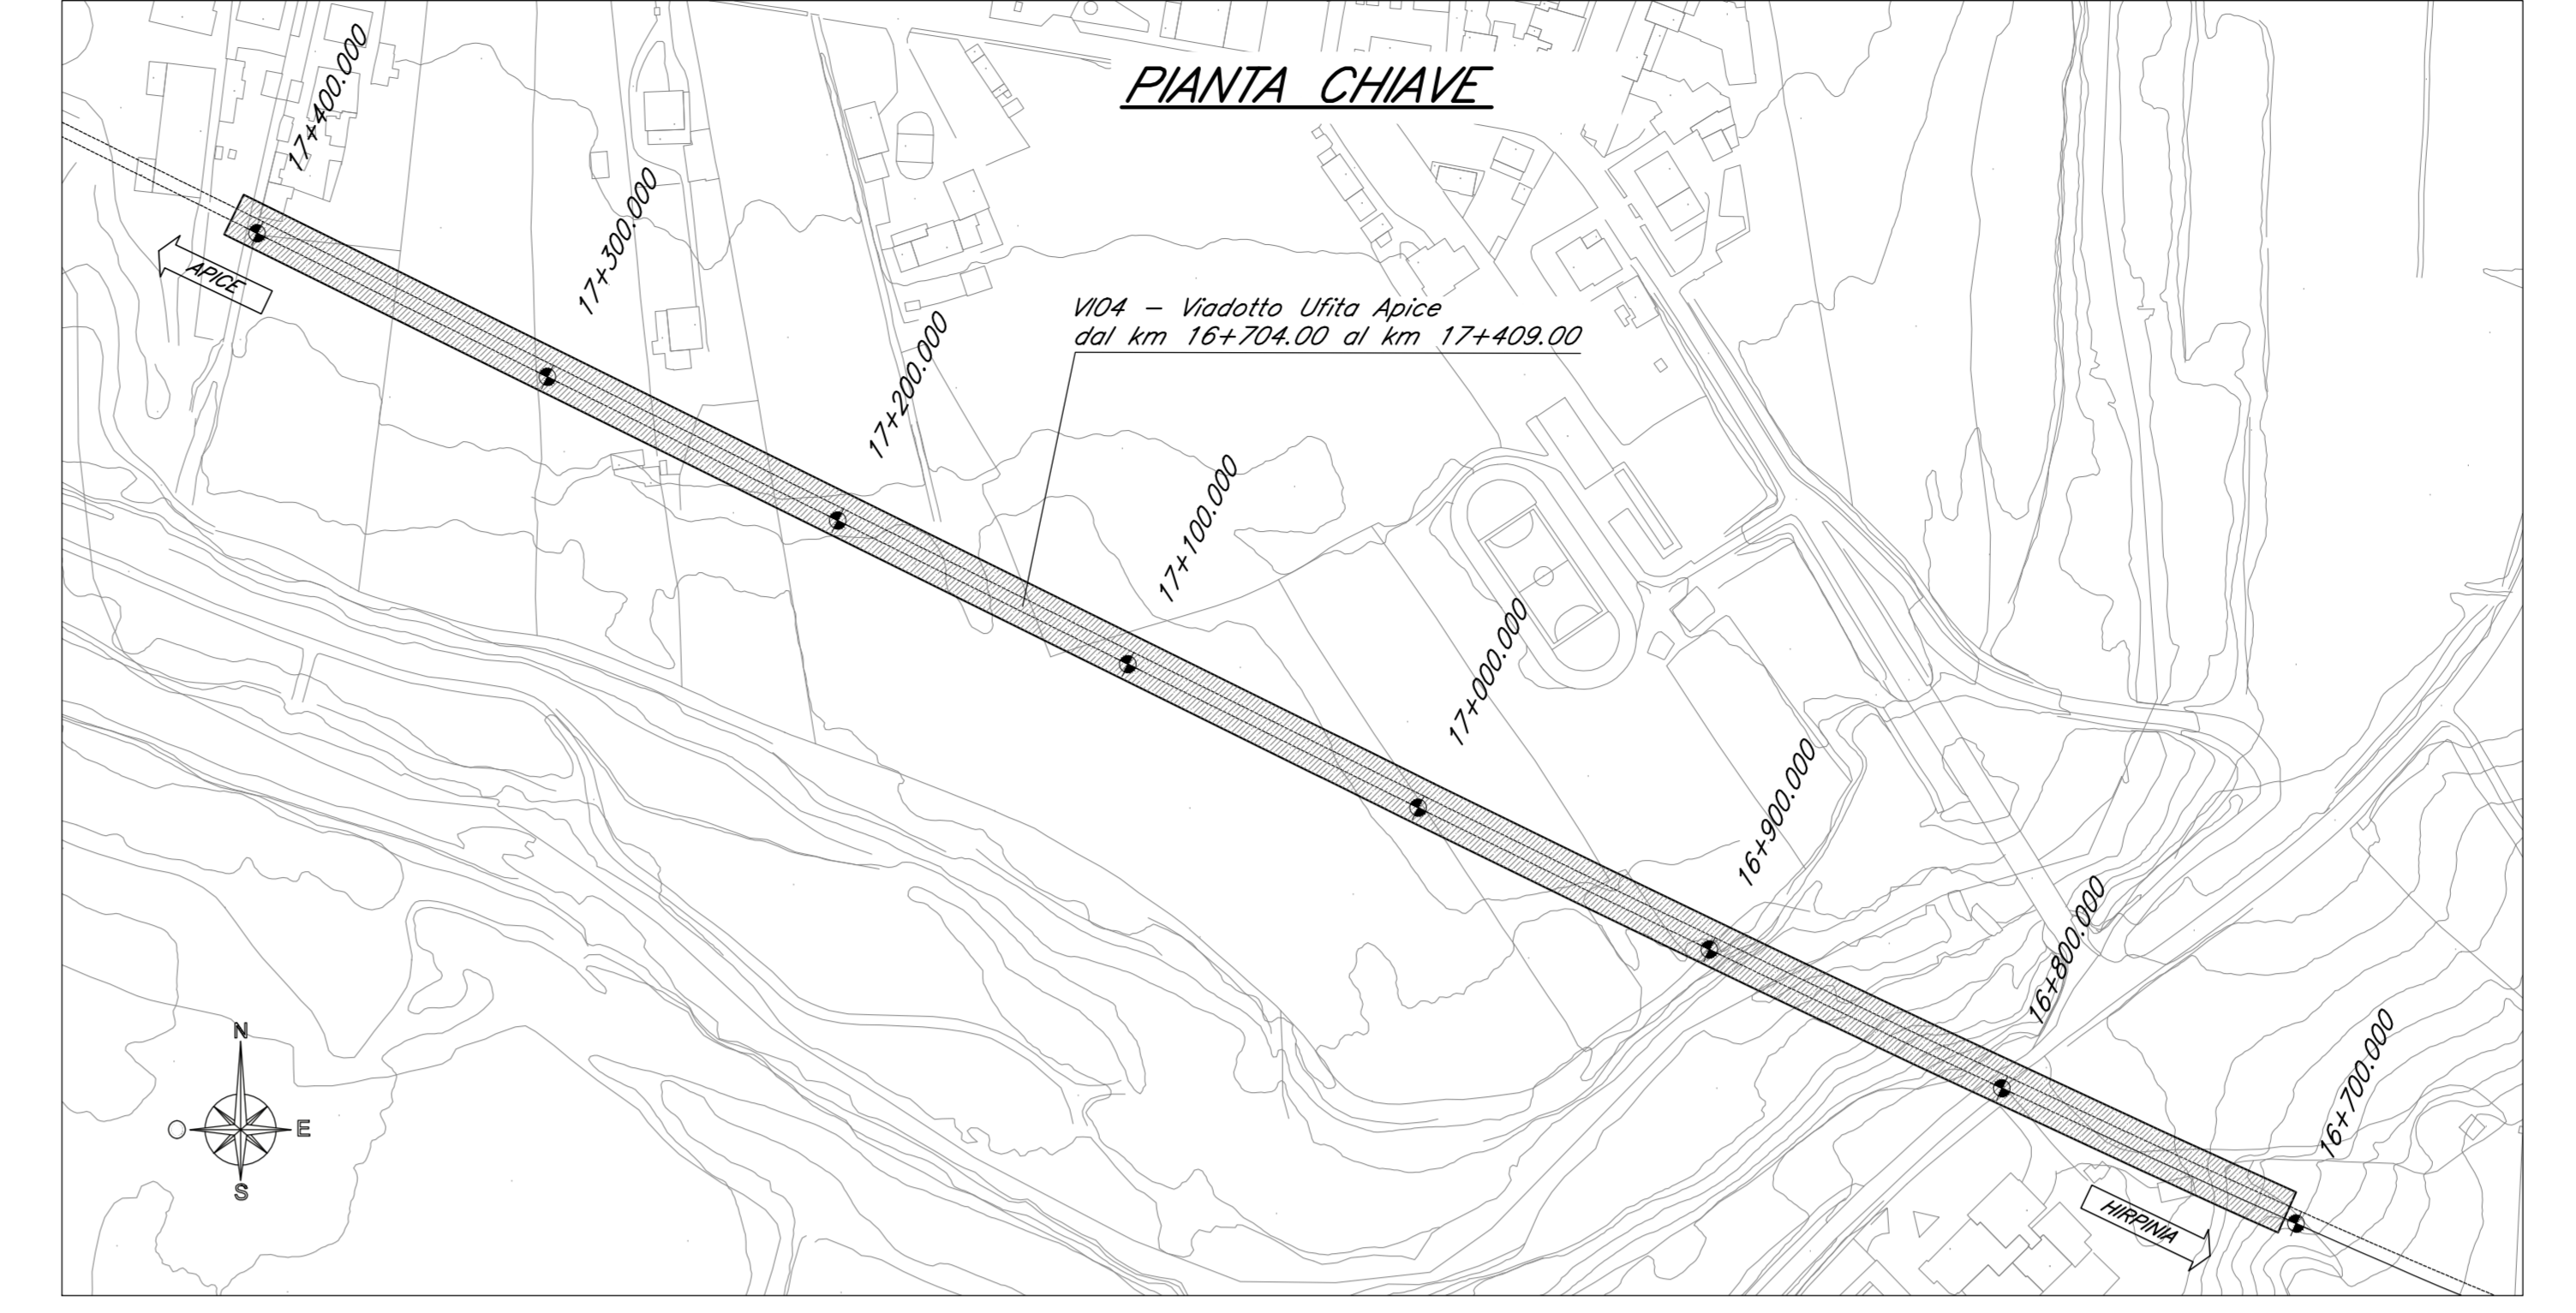 PIANTA CHIAVE
17+400.000
17+300.000
APICE
VI04 – Viadotto Ufita Apice
dal km 16+704.00 al km 17+409.00
17+200.000
17+100.000
17+000.000
16+900.000
16+800.000
16+700.000
N
O
E
S
HIRPINIA